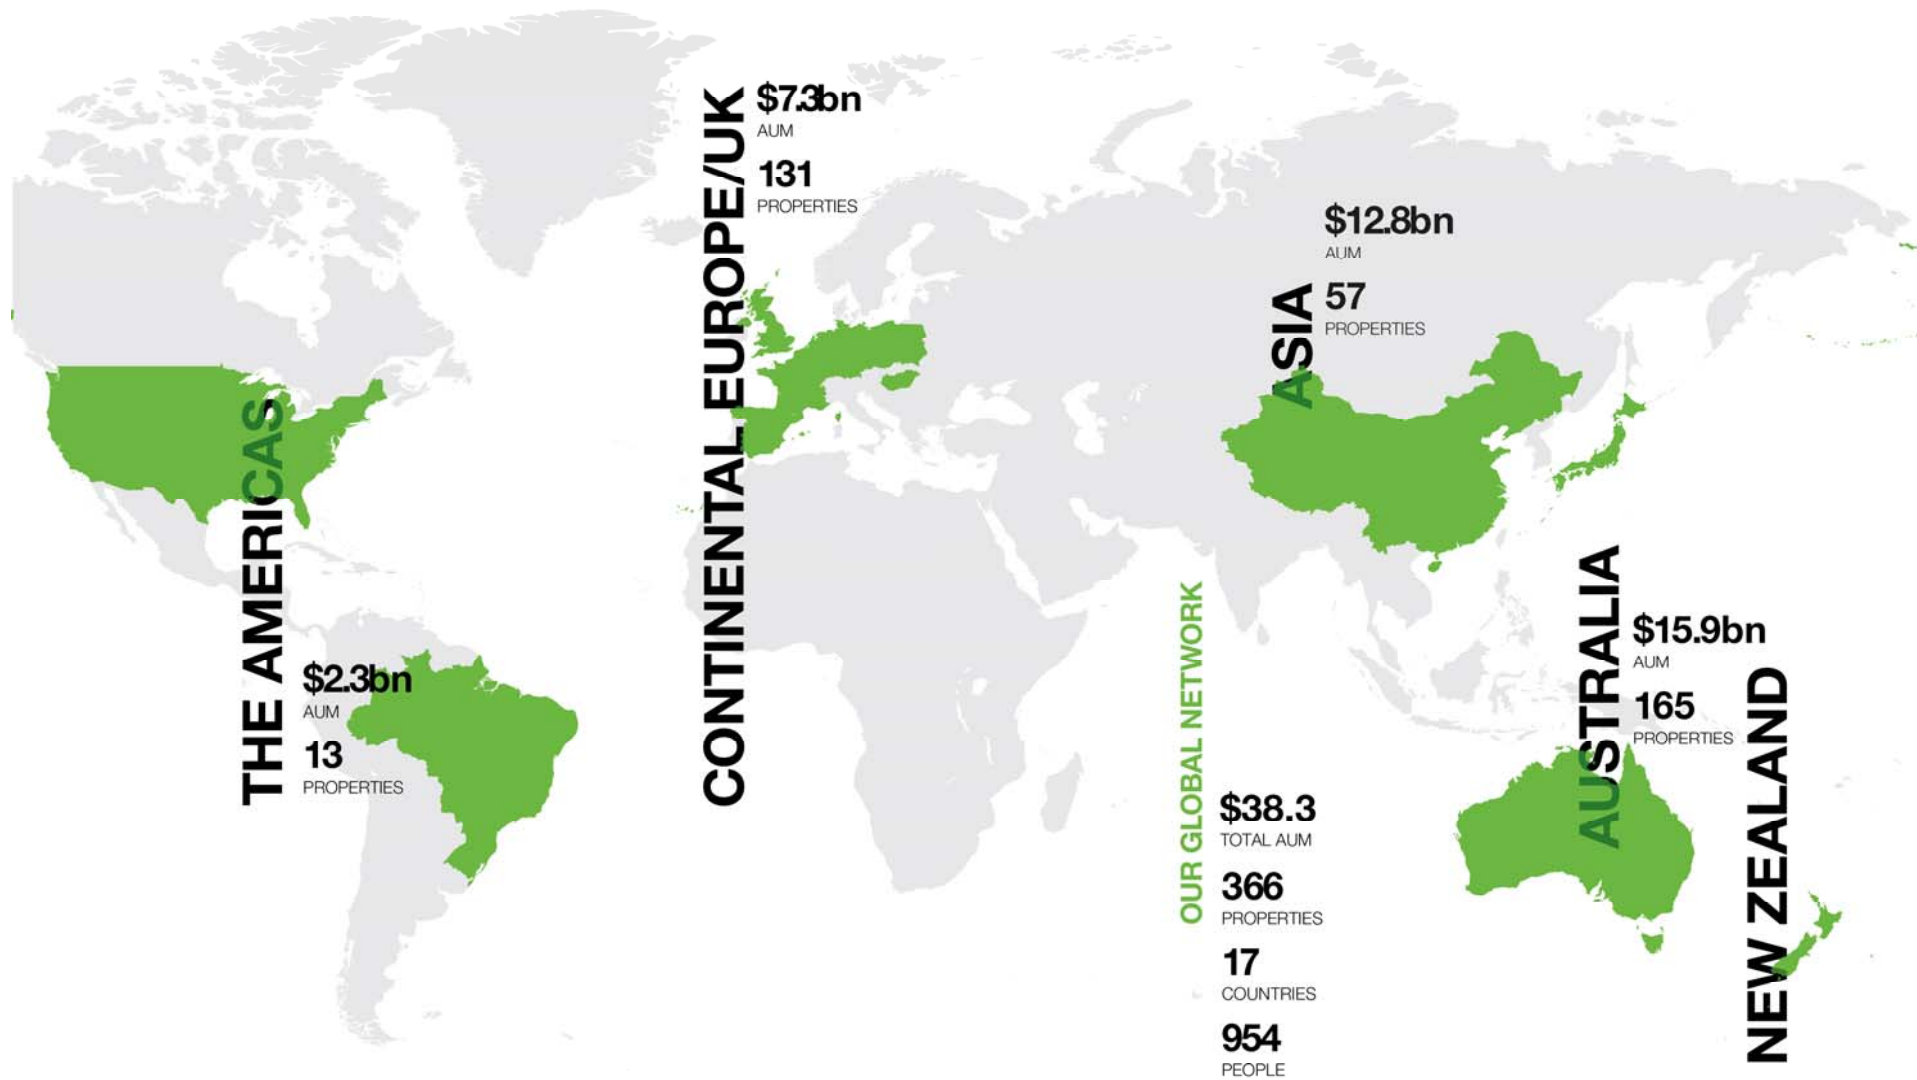 THE AMERICAS
$2.3bn
AUM
13
PROPERTIES
CONTINENTAL EUROPE/UK
$7.3bn
AUM
131
PROPERTIES
ASIA
$12.8bn
AUM
57
PROPERTIES
AUSTRALIA
$15.9bn
AUM
165
PROPERTIES
NEW ZEALAND
OUR GLOBAL NETWORK
$38.3
TOTAL AUM
366
PROPERTIES
17
COUNTRIES
954
PEOPLE